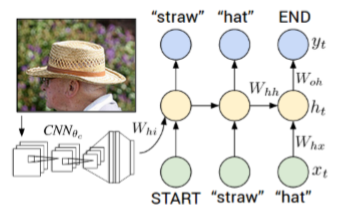 “straw” “hat” END
y_t
W_oh
W_hh
h_t
CNN_θc
W_hi
W_hx
x_t
START “straw” “hat”